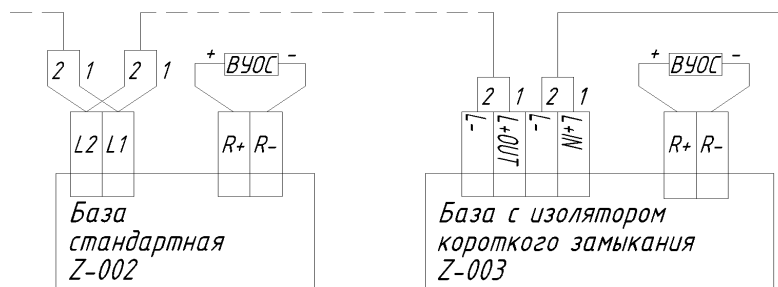 2 1 2 1
+ ВУОС -
L2 L1
R+ R-
База
стандартная
Z-002
2 1 2 1
L- L+OUT L- L+IN
+ ВУОС -
R+ R-
База с изолятором
короткого замыкания
Z-003